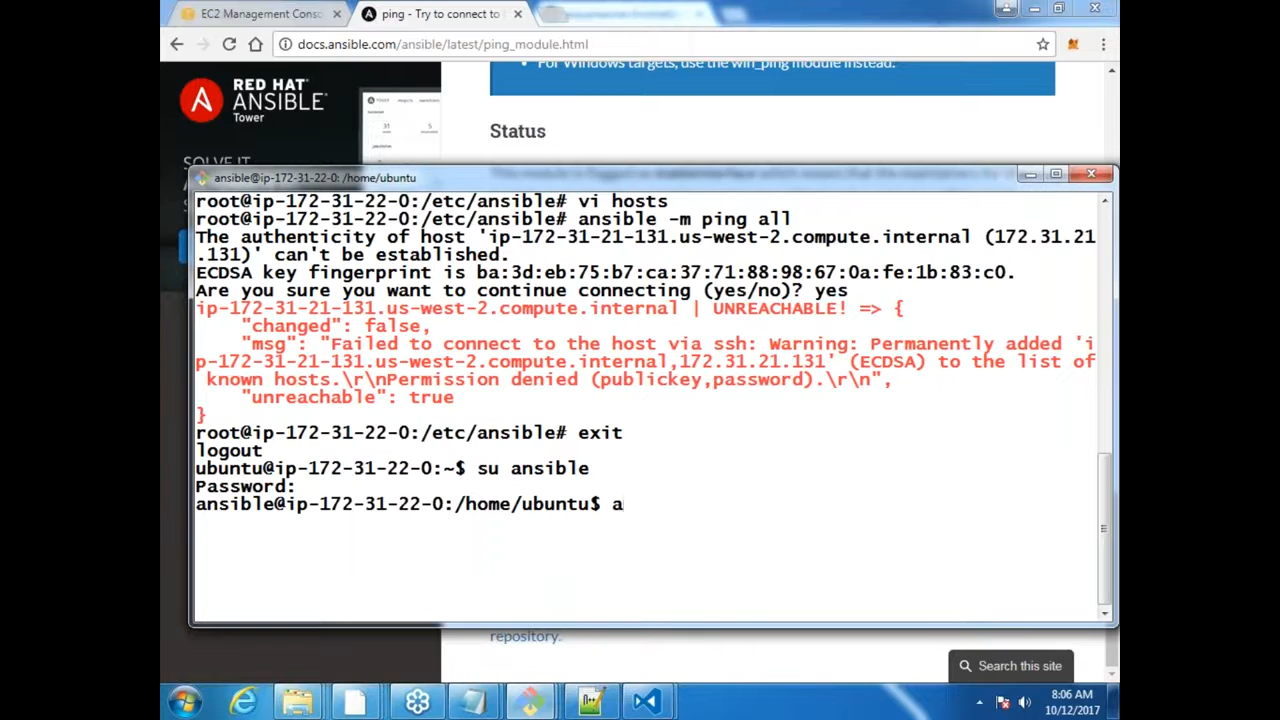 EC2 Management Conso
ping - Try to connect to
docs.ansible.com/ansible/latest/ping_module.html
RED HAT
ANSIBLE
Tower
For Windows targets, use the win_ping module instead.
Status
SOLVE IT
ansible@ip-172-31-22-0: /home/ubuntu
root@ip-172-31-22-0:/etc/ansible# vi hosts
root@ip-172-31-22-0:/etc/ansible# ansible -m ping all
The authenticity of host 'ip-172-31-21-131.us-west-2.compute.internal (172.31.21
.131)' can't be established.
ECDSA key fingerprint is ba:3d:eb:75:b7:ca:37:71:88:98:67:0a:fe:1b:83:c0.
Are you sure you want to continue connecting (yes/no)? yes
ip-172-31-21-131.us-west-2.compute.internal | UNREACHABLE! => {
"changed": false,
"msg": "Failed to connect to the host via ssh: Warning: Permanently added 'i
p-172-31-21-131.us-west-2.compute.internal,172.31.21.131' (ECDSA) to the list of
known hosts.\r\nPermission denied (publickey,password).\r\n",
"unreachable": true
}
root@ip-172-31-22-0:/etc/ansible# exit
logout
ubuntu@ip-172-31-22-0:~$ su ansible
Password:
ansible@ip-172-31-22-0:/home/ubuntu$ a
repository.
Search this site
8:06 AM
10/12/2017